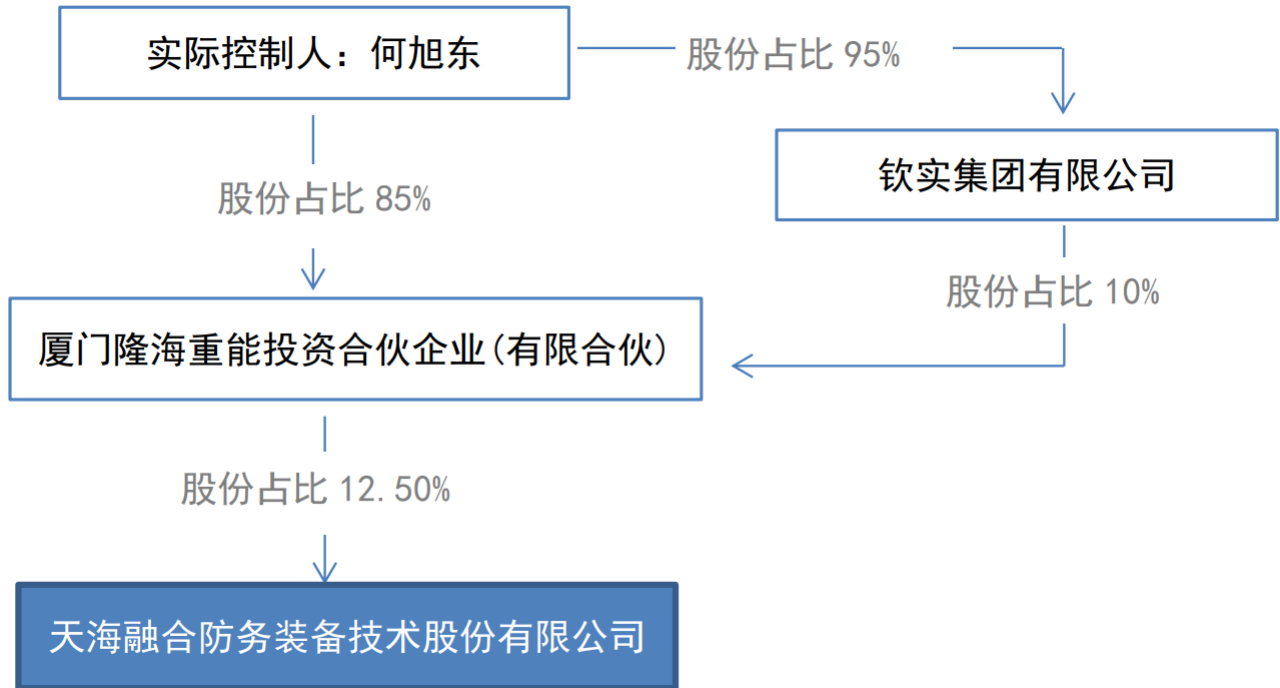 实际控制人：何旭东
股份占比 95%
钦实集团有限公司
股份占比 85%
股份占比 10%
厦门隆海重能投资合伙企业(有限合伙)
股份占比 12.50%
天海融合防务装备技术股份有限公司